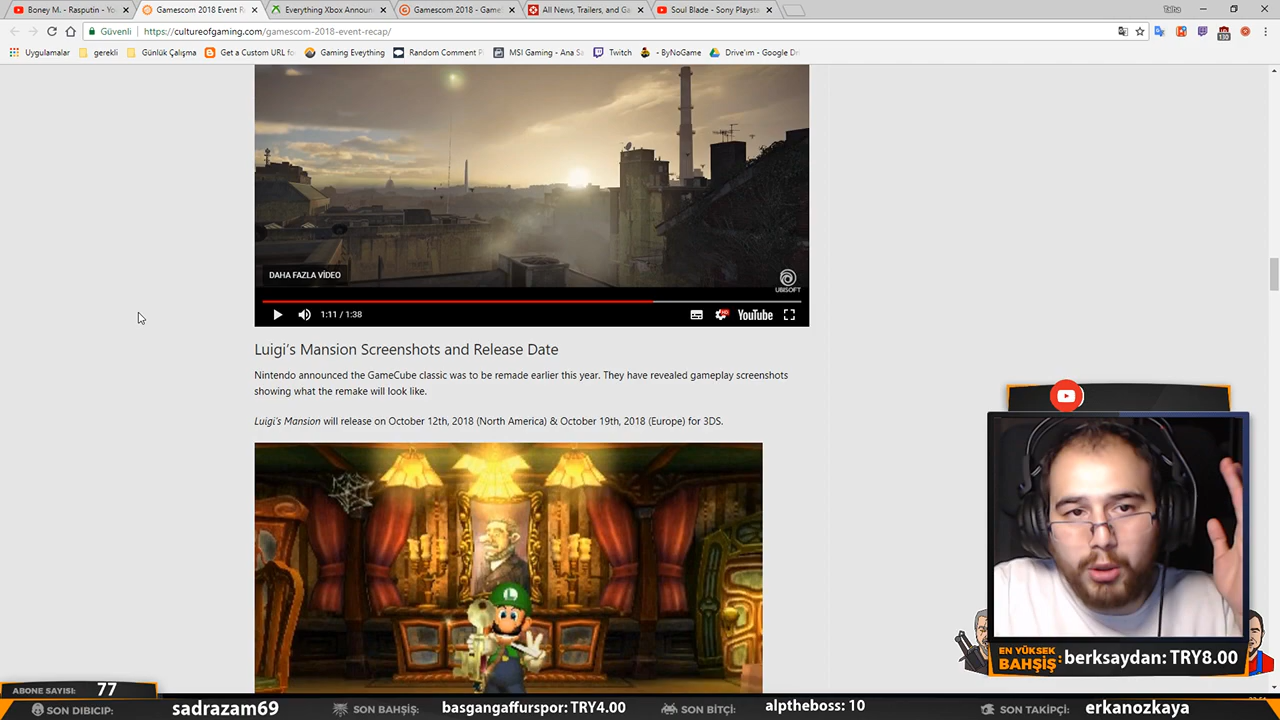 Boney M. - Rasputin - Yo
Gamescom 2018 Event R
Everything Xbox Announ
Gamescom 2018 - Game
All News, Trailers, and Ga
Soul Blade - Sony Playsta
Taha
Güvenli
https://cultureofgaming.com/gamescom-2018-event-recap/
130
Uygulamalar
gerekli
Günlük Çalışma
Get a Custom URL for
Gaming Eveything
Random Comment P
MSI Gaming - Ana Sa
Twitch
- ByNoGame
Drive'ım - Google Dr
DAHA FAZLA VİDEO
UBISOFT
1:11 / 1:38
HD
YouTube
Luigi's Mansion Screenshots and Release Date
Nintendo announced the GameCube classic was to be remade earlier this year. They have revealed gameplay screenshots
showing what the remake will look like.
Luigi's Mansion will release on October 12th, 2018 (North America) & October 19th, 2018 (Europe) for 3DS.
L
EN YÜKSEK
BAHŞİŞ:
berksaydan: TRY8.00
ABONE SAYISI: 77
SON DIBICIP: sadrazam69
SON BAHŞİŞ: basgangaffurspor: TRY4.00
SON BİTÇİ: alptheboss: 10
SON TAKİPÇİ: erkanozkaya